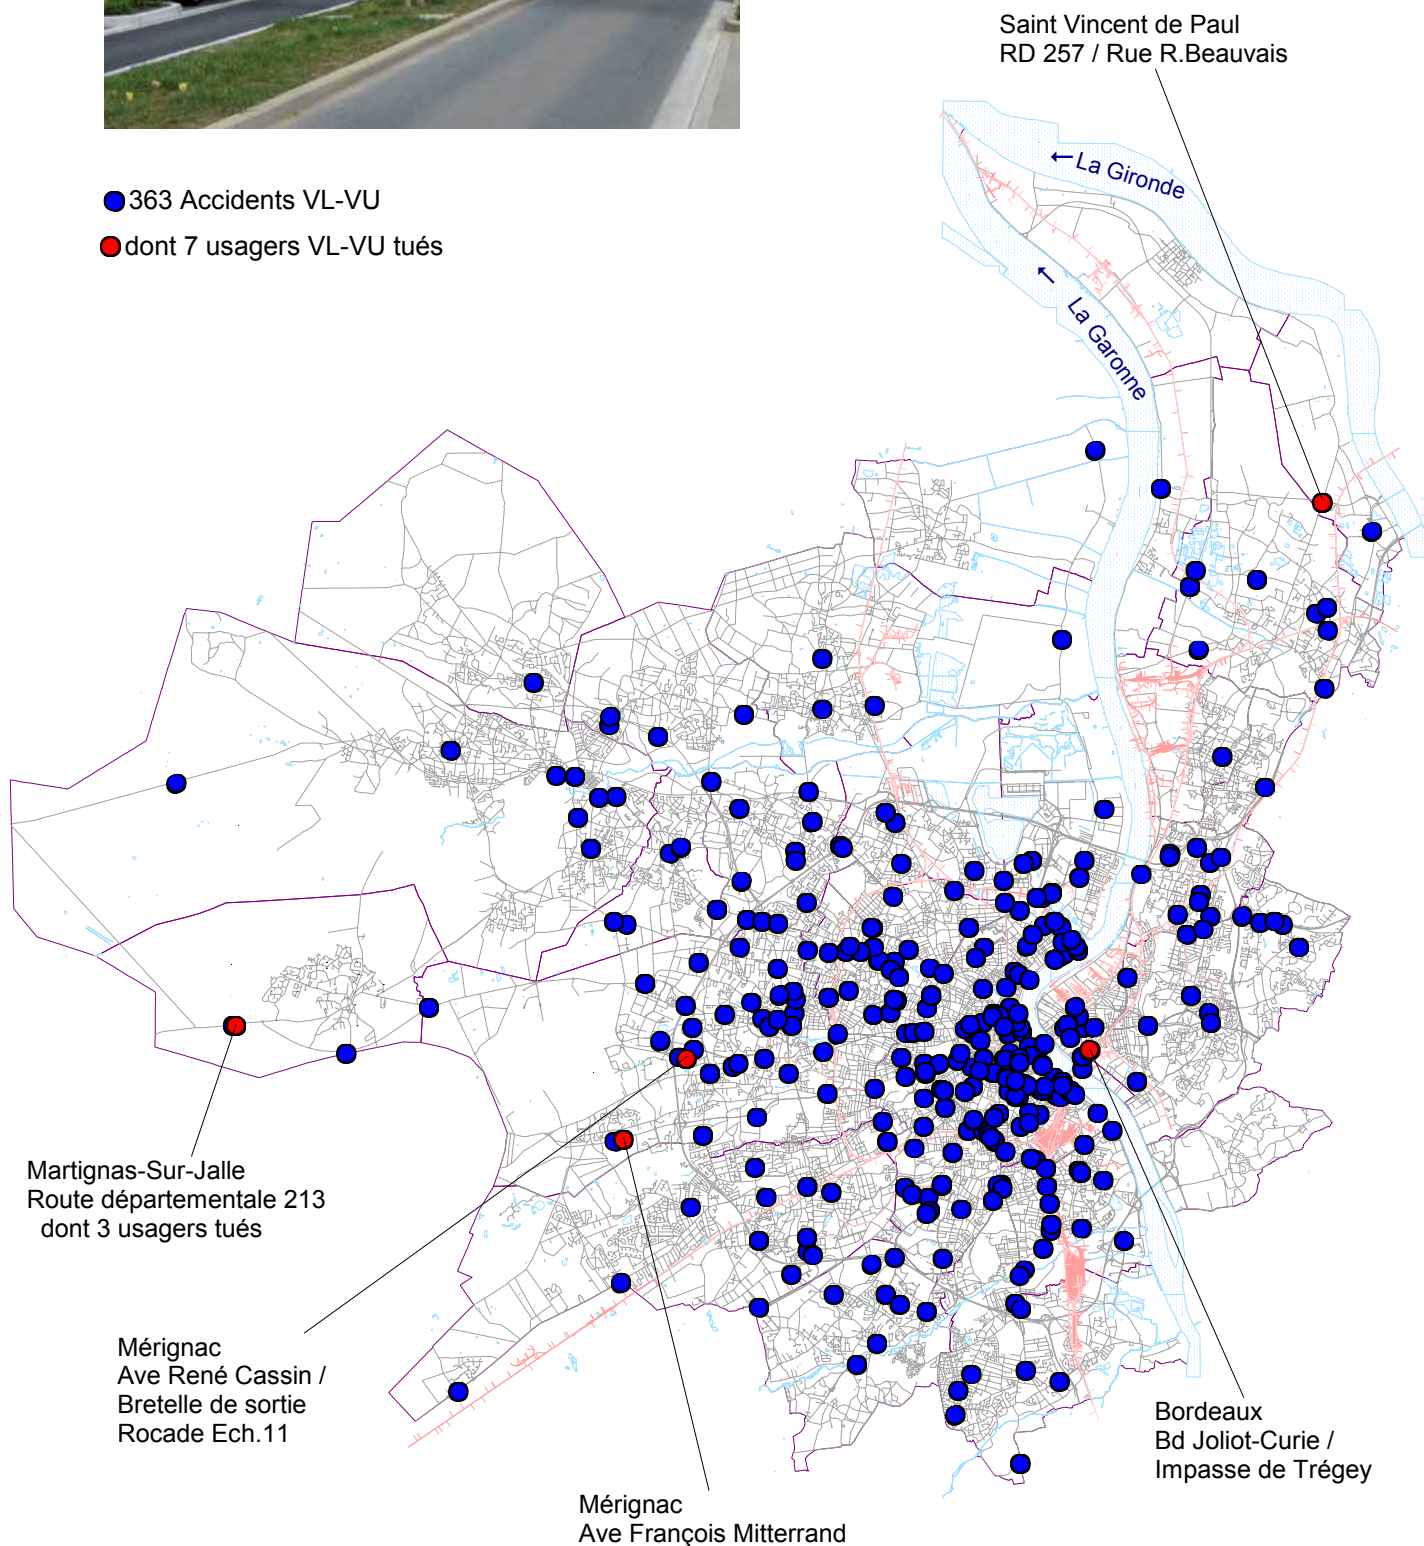 Saint Vincent de Paul
RD 257 / Rue R.Beauvais
← La Gironde
363 Accidents VL-VU
dont 7 usagers VL-VU tués
← La Garonne
Martignas-Sur-Jalle
Route départementale 213
dont 3 usagers tués
Mérignac
Ave René Cassin /
Bretelle de sortie
Rocade Ech.11
Bordeaux
Bd Joliot-Curie /
Impasse de Trégey
Mérignac
Ave François Mitterrand